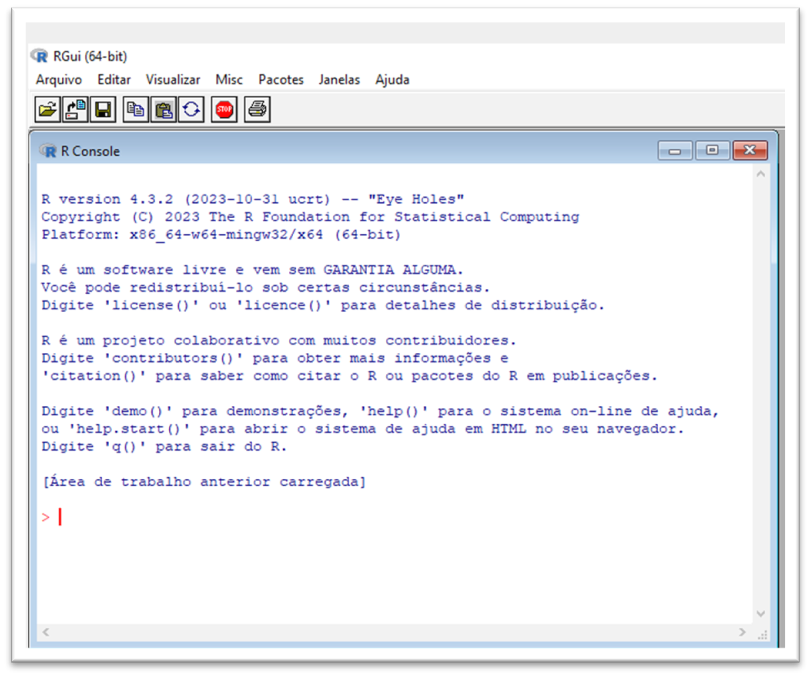 RGui (64-bit)
Arquivo Editar Visualizar Misc Pacotes Janelas Ajuda
STOP
R Console
R version 4.3.2 (2023-10-31 ucrt) -- "Eye Holes"
Copyright (C) 2023 The R Foundation for Statistical Computing
Platform: x86_64-w64-mingw32/x64 (64-bit)
R é um software livre e vem sem GARANTIA ALGUMA.
Você pode redistribuí-lo sob certas circunstâncias.
Digite 'license()' ou 'licence()' para detalhes de distribuição.
R é um projeto colaborativo com muitos contribuidores.
Digite 'contributors()' para obter mais informações e
'citation()' para saber como citar o R ou pacotes do R em publicações.
Digite 'demo()' para demonstrações, 'help()' para o sistema on-line de ajuda,
ou 'help.start()' para abrir o sistema de ajuda em HTML no seu navegador.
Digite 'q()' para sair do R.
[Área de trabalho anterior carregada]
>